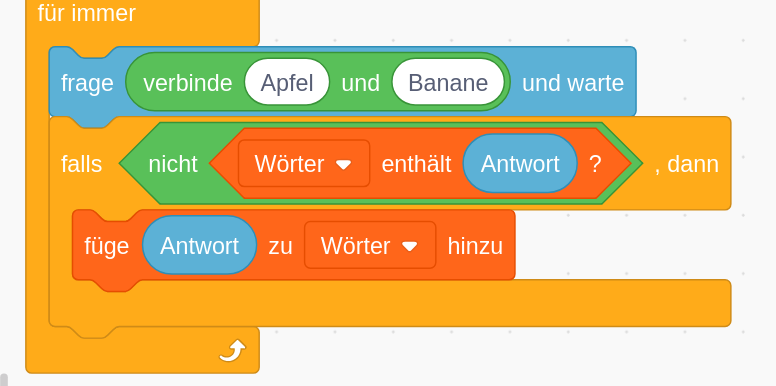 für immer
frage verbinde Apfel und Banane und warte
falls nicht Wörter enthält Antwort ? , dann
füge Antwort zu Wörter hinzu